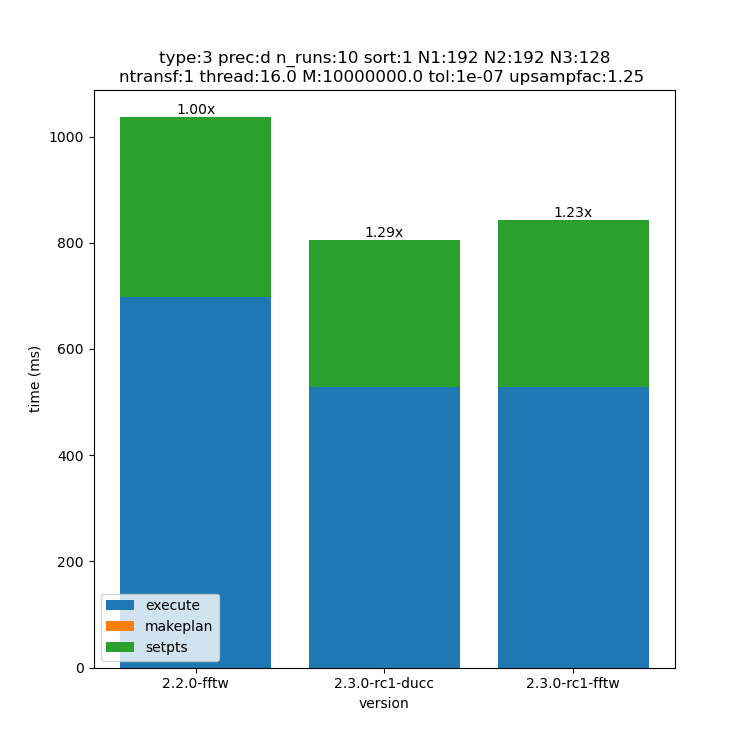 type:3 prec:d n_runs:10 sort:1 N1:192 N2:192 N3:128
ntransf:1 thread:16.0 M:10000000.0 tol:1e-07 upsampfac:1.25
1.00x
1.29x
1.23x
1000
800
600
400
200
0
time (ms)
execute
makeplan
setpts
2.2.0-fftw
2.3.0-rc1-ducc
2.3.0-rc1-fftw
version